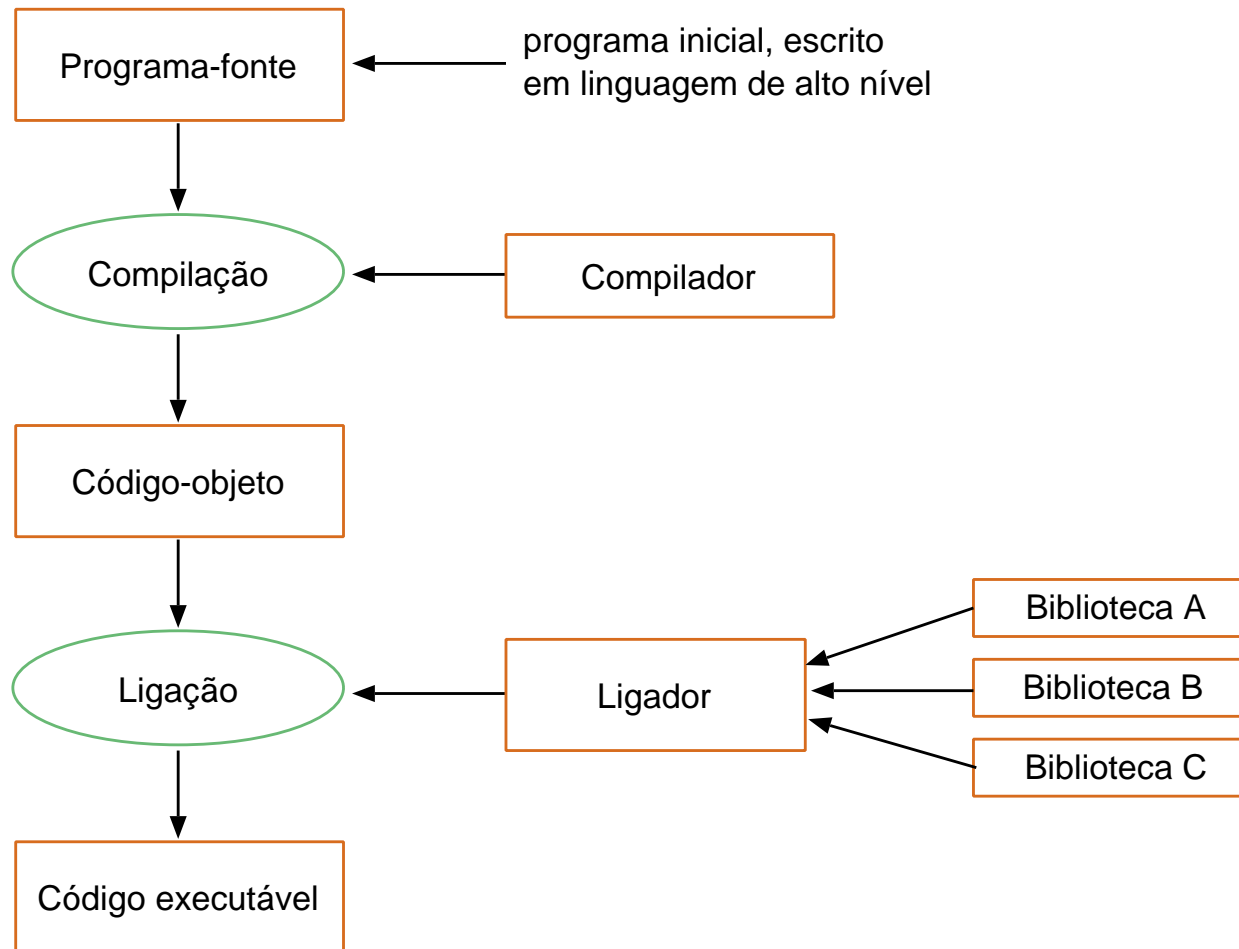 Programa-fonte
programa inicial, escrito
em linguagem de alto nível
Compilação
Compilador
Código-objeto
Biblioteca A
Ligação
Ligador
Biblioteca B
Biblioteca C
Código executável